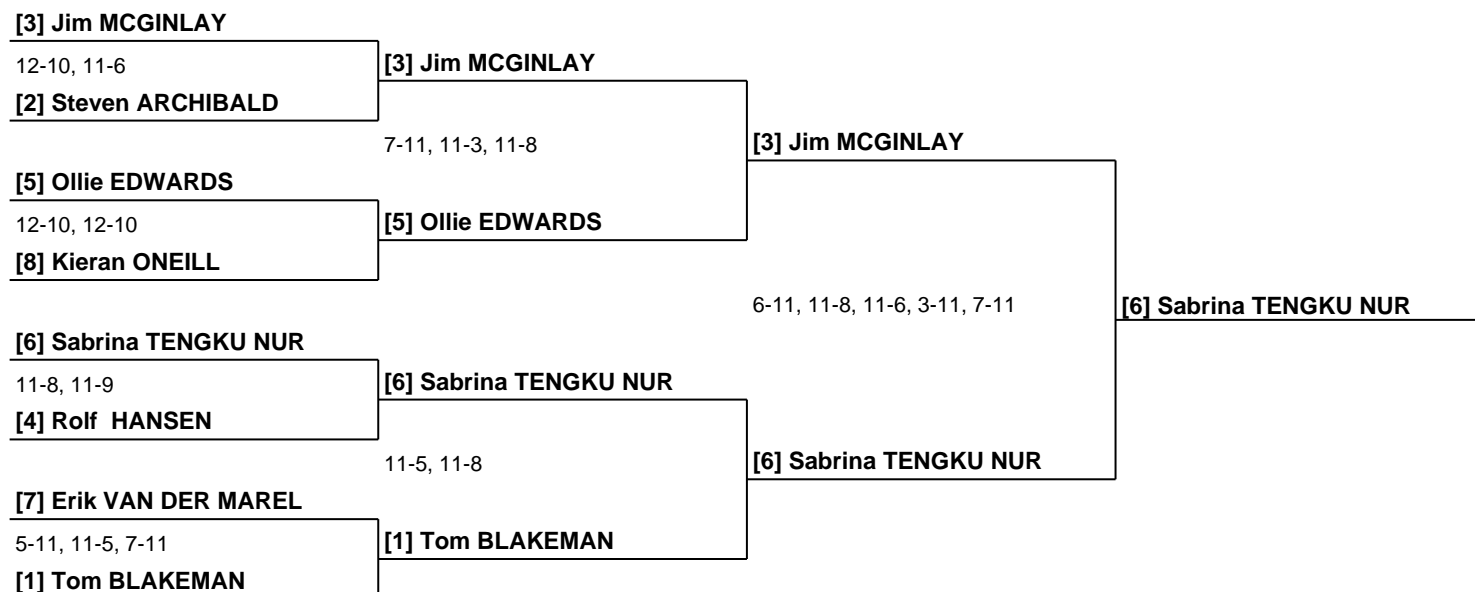 [3] Jim MCGINLAY
12-10, 11-6
[3] Jim MCGINLAY
[2] Steven ARCHIBALD
7-11, 11-3, 11-8
[3] Jim MCGINLAY
[5] Ollie EDWARDS
12-10, 12-10
[5] Ollie EDWARDS
[8] Kieran ONEILL
6-11, 11-8, 11-6, 3-11, 7-11
[6] Sabrina TENGKU NUR
[6] Sabrina TENGKU NUR
11-8, 11-9
[6] Sabrina TENGKU NUR
[4] Rolf  HANSEN
11-5, 11-8
[6] Sabrina TENGKU NUR
[7] Erik VAN DER MAREL
5-11, 11-5, 7-11
[1] Tom BLAKEMAN
[1] Tom BLAKEMAN